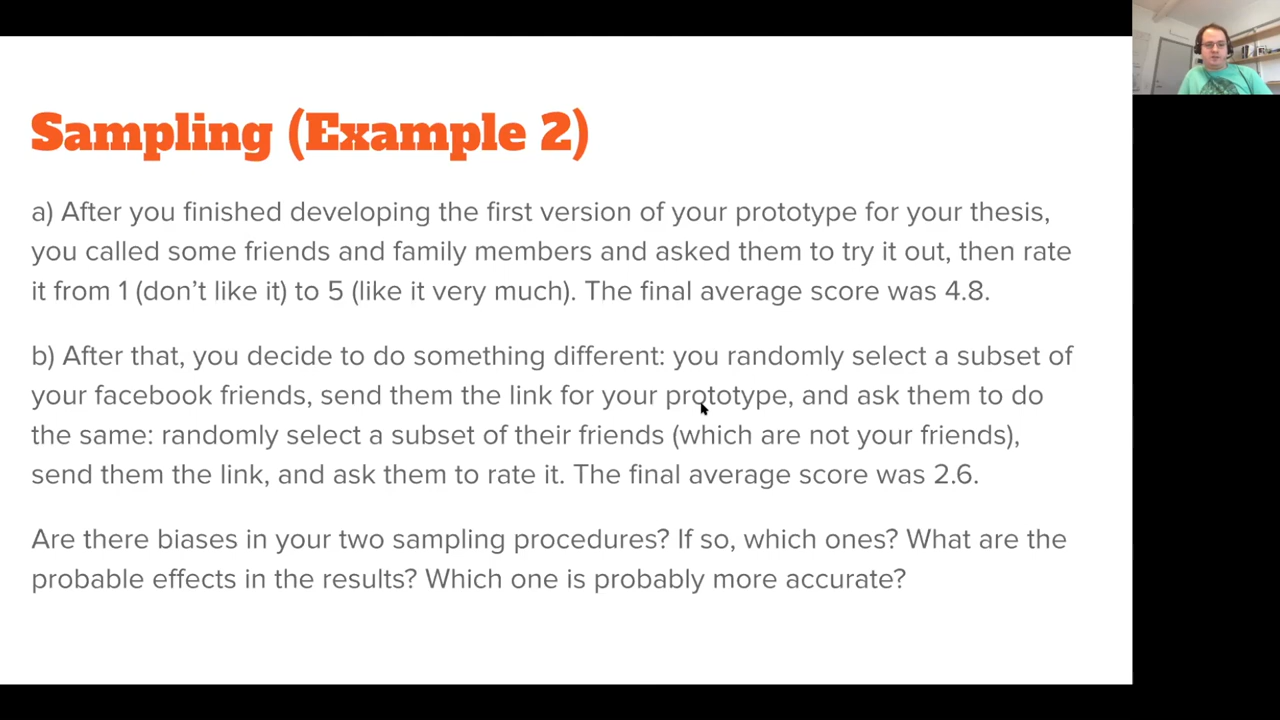 Sampling (Example 2)
a) After you finished developing the first version of your prototype for your thesis,
you called some friends and family members and asked them to try it out, then rate
it from 1 (don’t like it) to 5 (like it very much). The final average score was 4.8.
b) After that, you decide to do something different: you randomly select a subset of
your facebook friends, send them the link for your prototype, and ask them to do
the same: randomly select a subset of their friends (which are not your friends),
send them the link, and ask them to rate it. The final average score was 2.6.
Are there biases in your two sampling procedures? If so, which ones? What are the
probable effects in the results? Which one is probably more accurate?